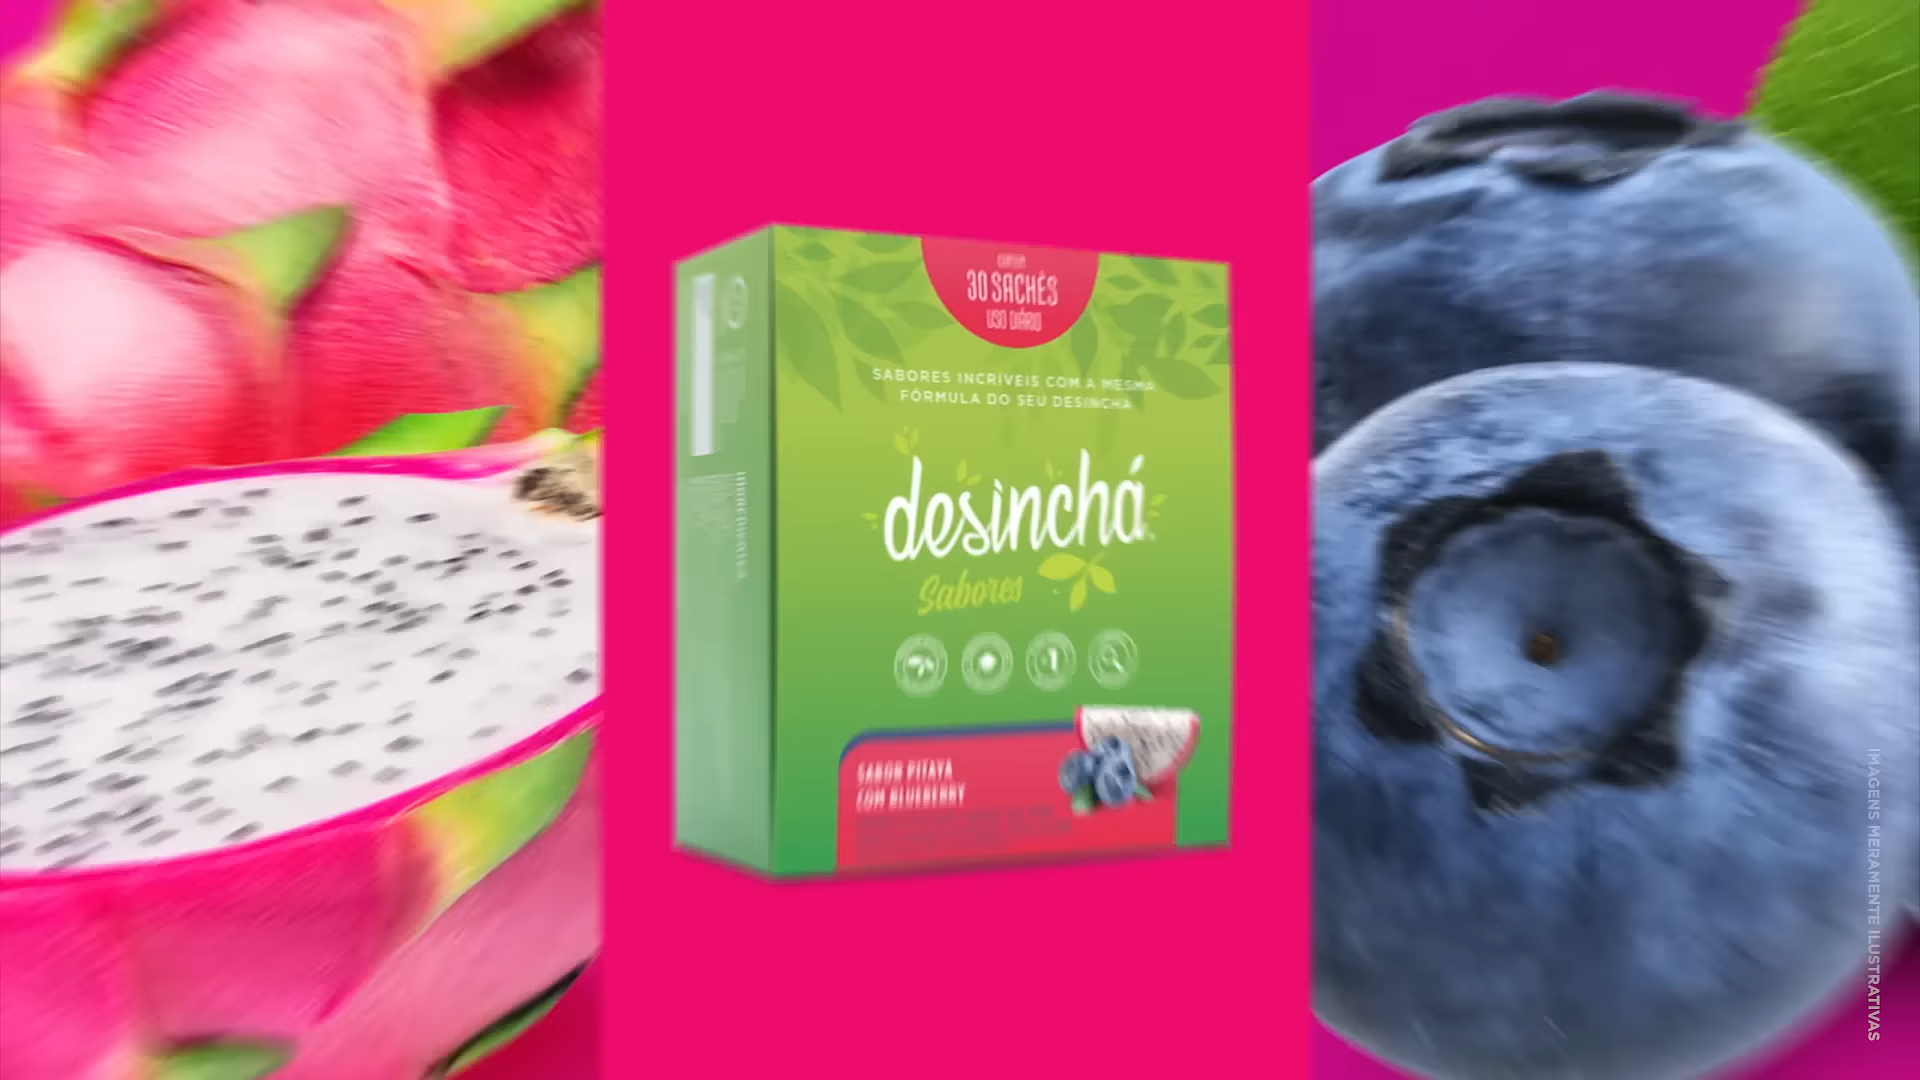 CONTÉM
30 SACHÊS
USO DIÁRIO
SABORES INCRÍVEIS COM A MESMA
FÓRMULA DO SEU DESINCHÁ
desinchá
Sabores
SABOR PITAYA
COM BLUEBERRY
IMAGENS MERAMENTE ILUSTRATIVAS